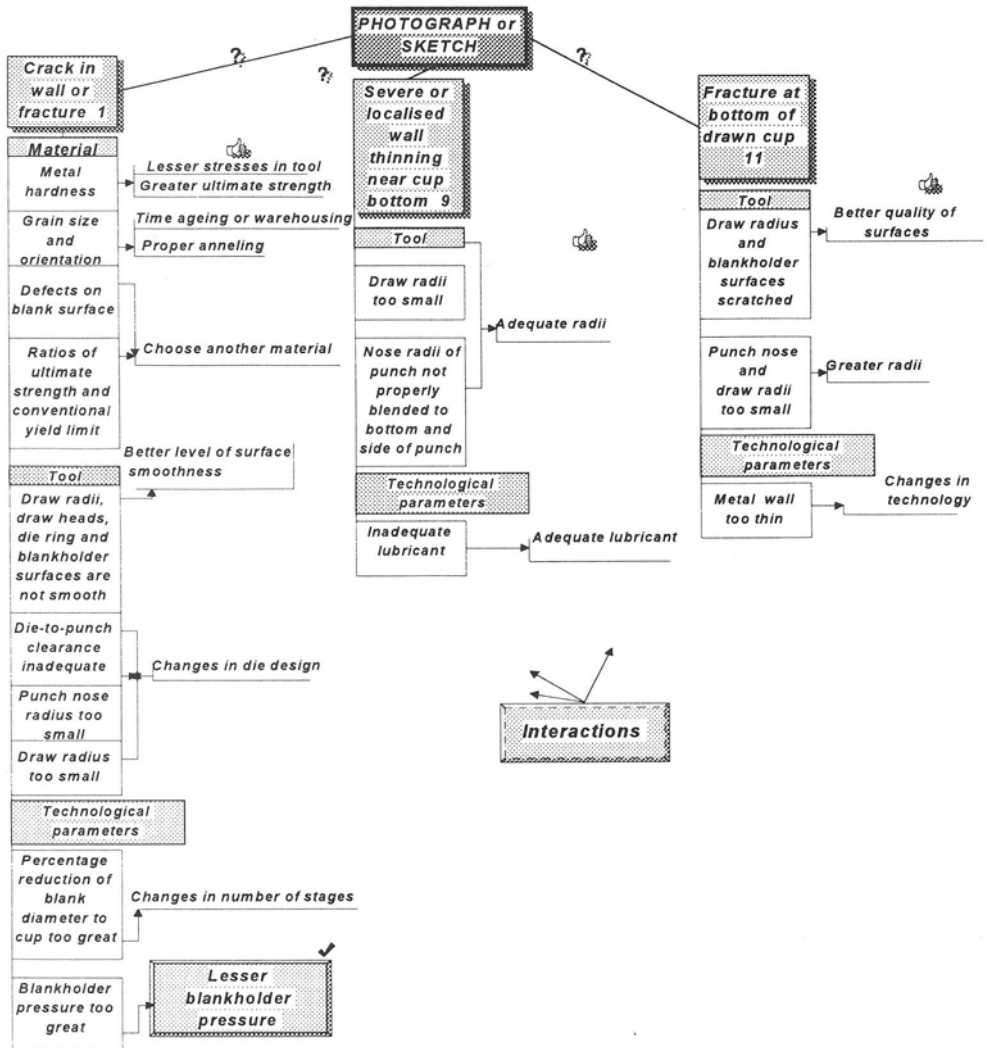 PHOTOGRAPH or
SKETCH
?
?
?
Crack in
wall or
fracture 1
Material
Metal
hardness
Lesser stresses in tool
Greater ultimate strength
Grain size
and
orientation
Time ageing or warehousing
Proper anneling
Defects on
blank surface
Ratios of
ultimate
strength and
conventional
yield limit
Choose another material
Tool
Draw radii,
draw heads,
die ring and
blankholder
surfaces are
not smooth
Better level of surface
smoothness
Die-to-punch
clearance
inadequate
Punch nose
radius too
small
Draw radius
too small
Changes in die design
Technological
parameters
Percentage
reduction of
blank
diameter to
cup too great
Changes in number of stages
Blankholder
pressure too
great
Lesser
blankholder
pressure
Severe or
localised
wall
thinning
near cup
bottom 9
Tool
Draw radii
too small
Nose radii of
punch not
properly
blended to
bottom and
side of punch
Adequate radii
Technological
parameters
Inadequate
lubricant
Adequate lubricant
Fracture at
bottom of
drawn cup
11
Tool
Draw radius
and
blankholder
surfaces
scratched
Better quality of
surfaces
Punch nose
and
draw radii
too small
Greater radii
Technological
parameters
Metal wall
too thin
Changes in
technology
Interactions